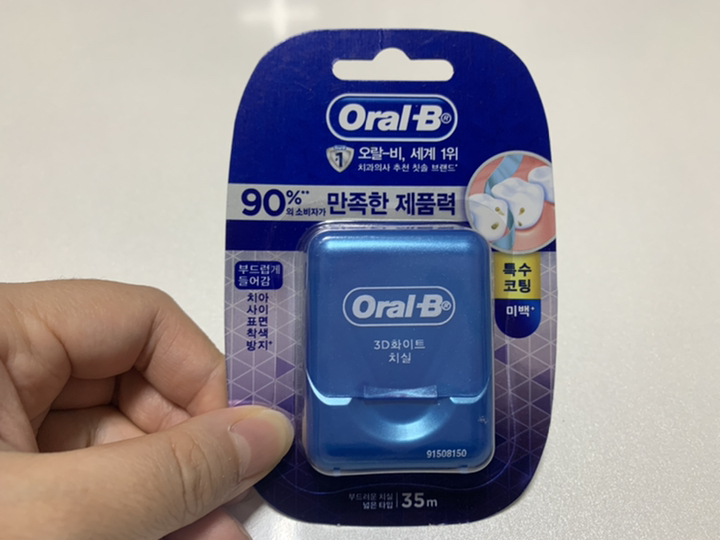 Oral-B®
1
오랄-비, 세계 1위
치과의사 추천 칫솔 브랜드*
90%**의 소비자가 만족한 제품력
부드럽게
들어감
치아
사이
표면
착색
방지*
특수
코팅
미백*
Oral-B®
3D화이트
치실
91508150
부드러운 치실
넓은 타입
35m